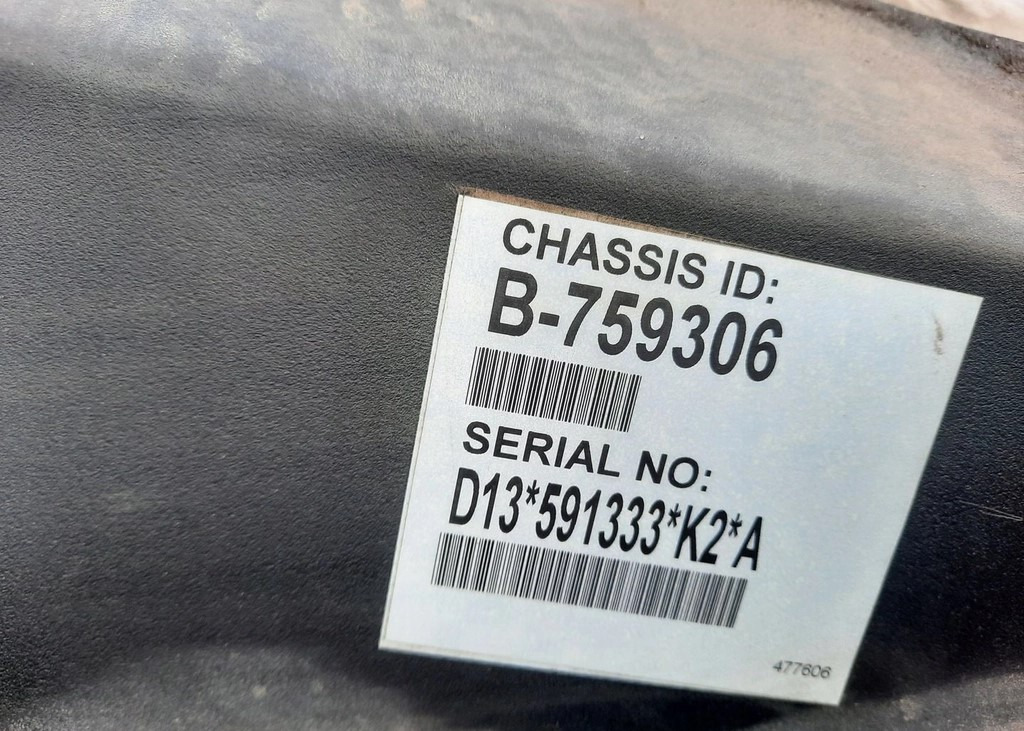 CHASSIS ID:
B-759306
SERIAL NO:
D13*591333*K2*A
477606